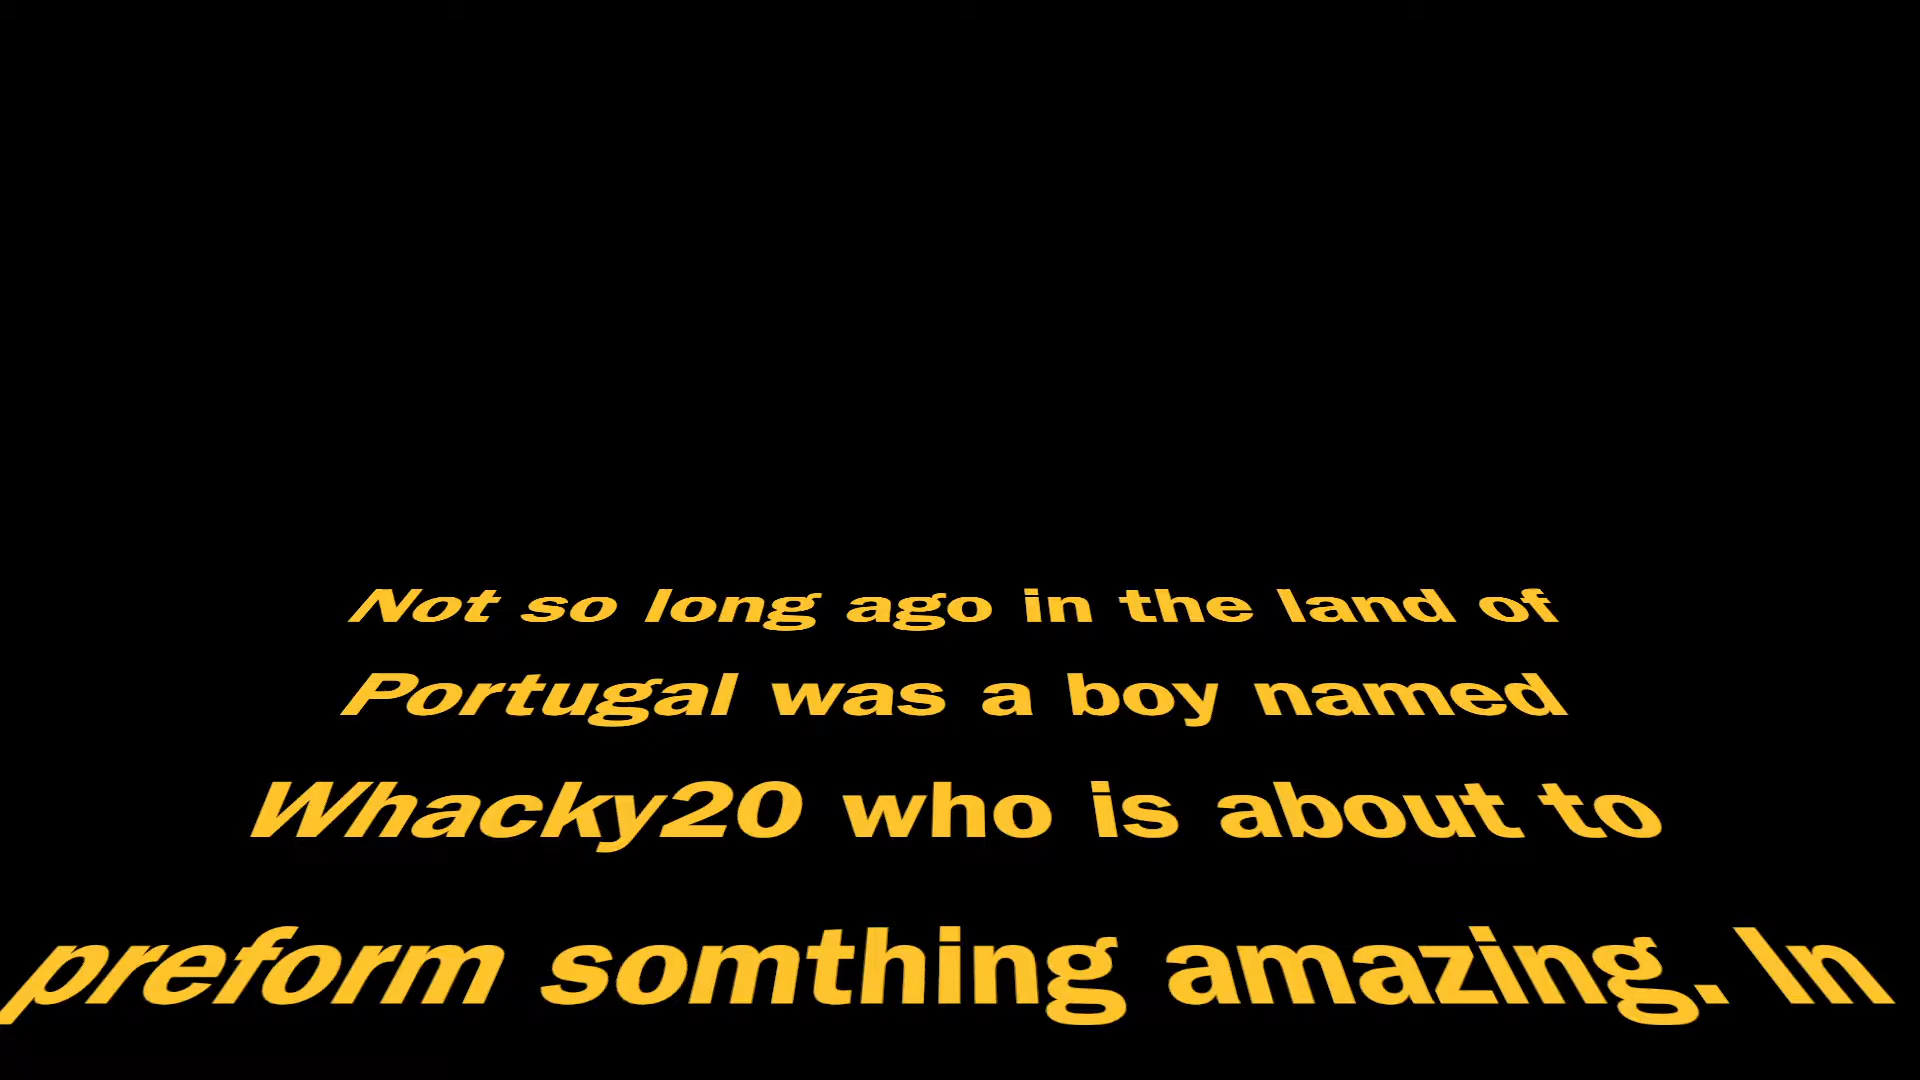 Not so long ago in the land of
Portugal was a boy named
Whacky20 who is about to
preform somthing amazing. In